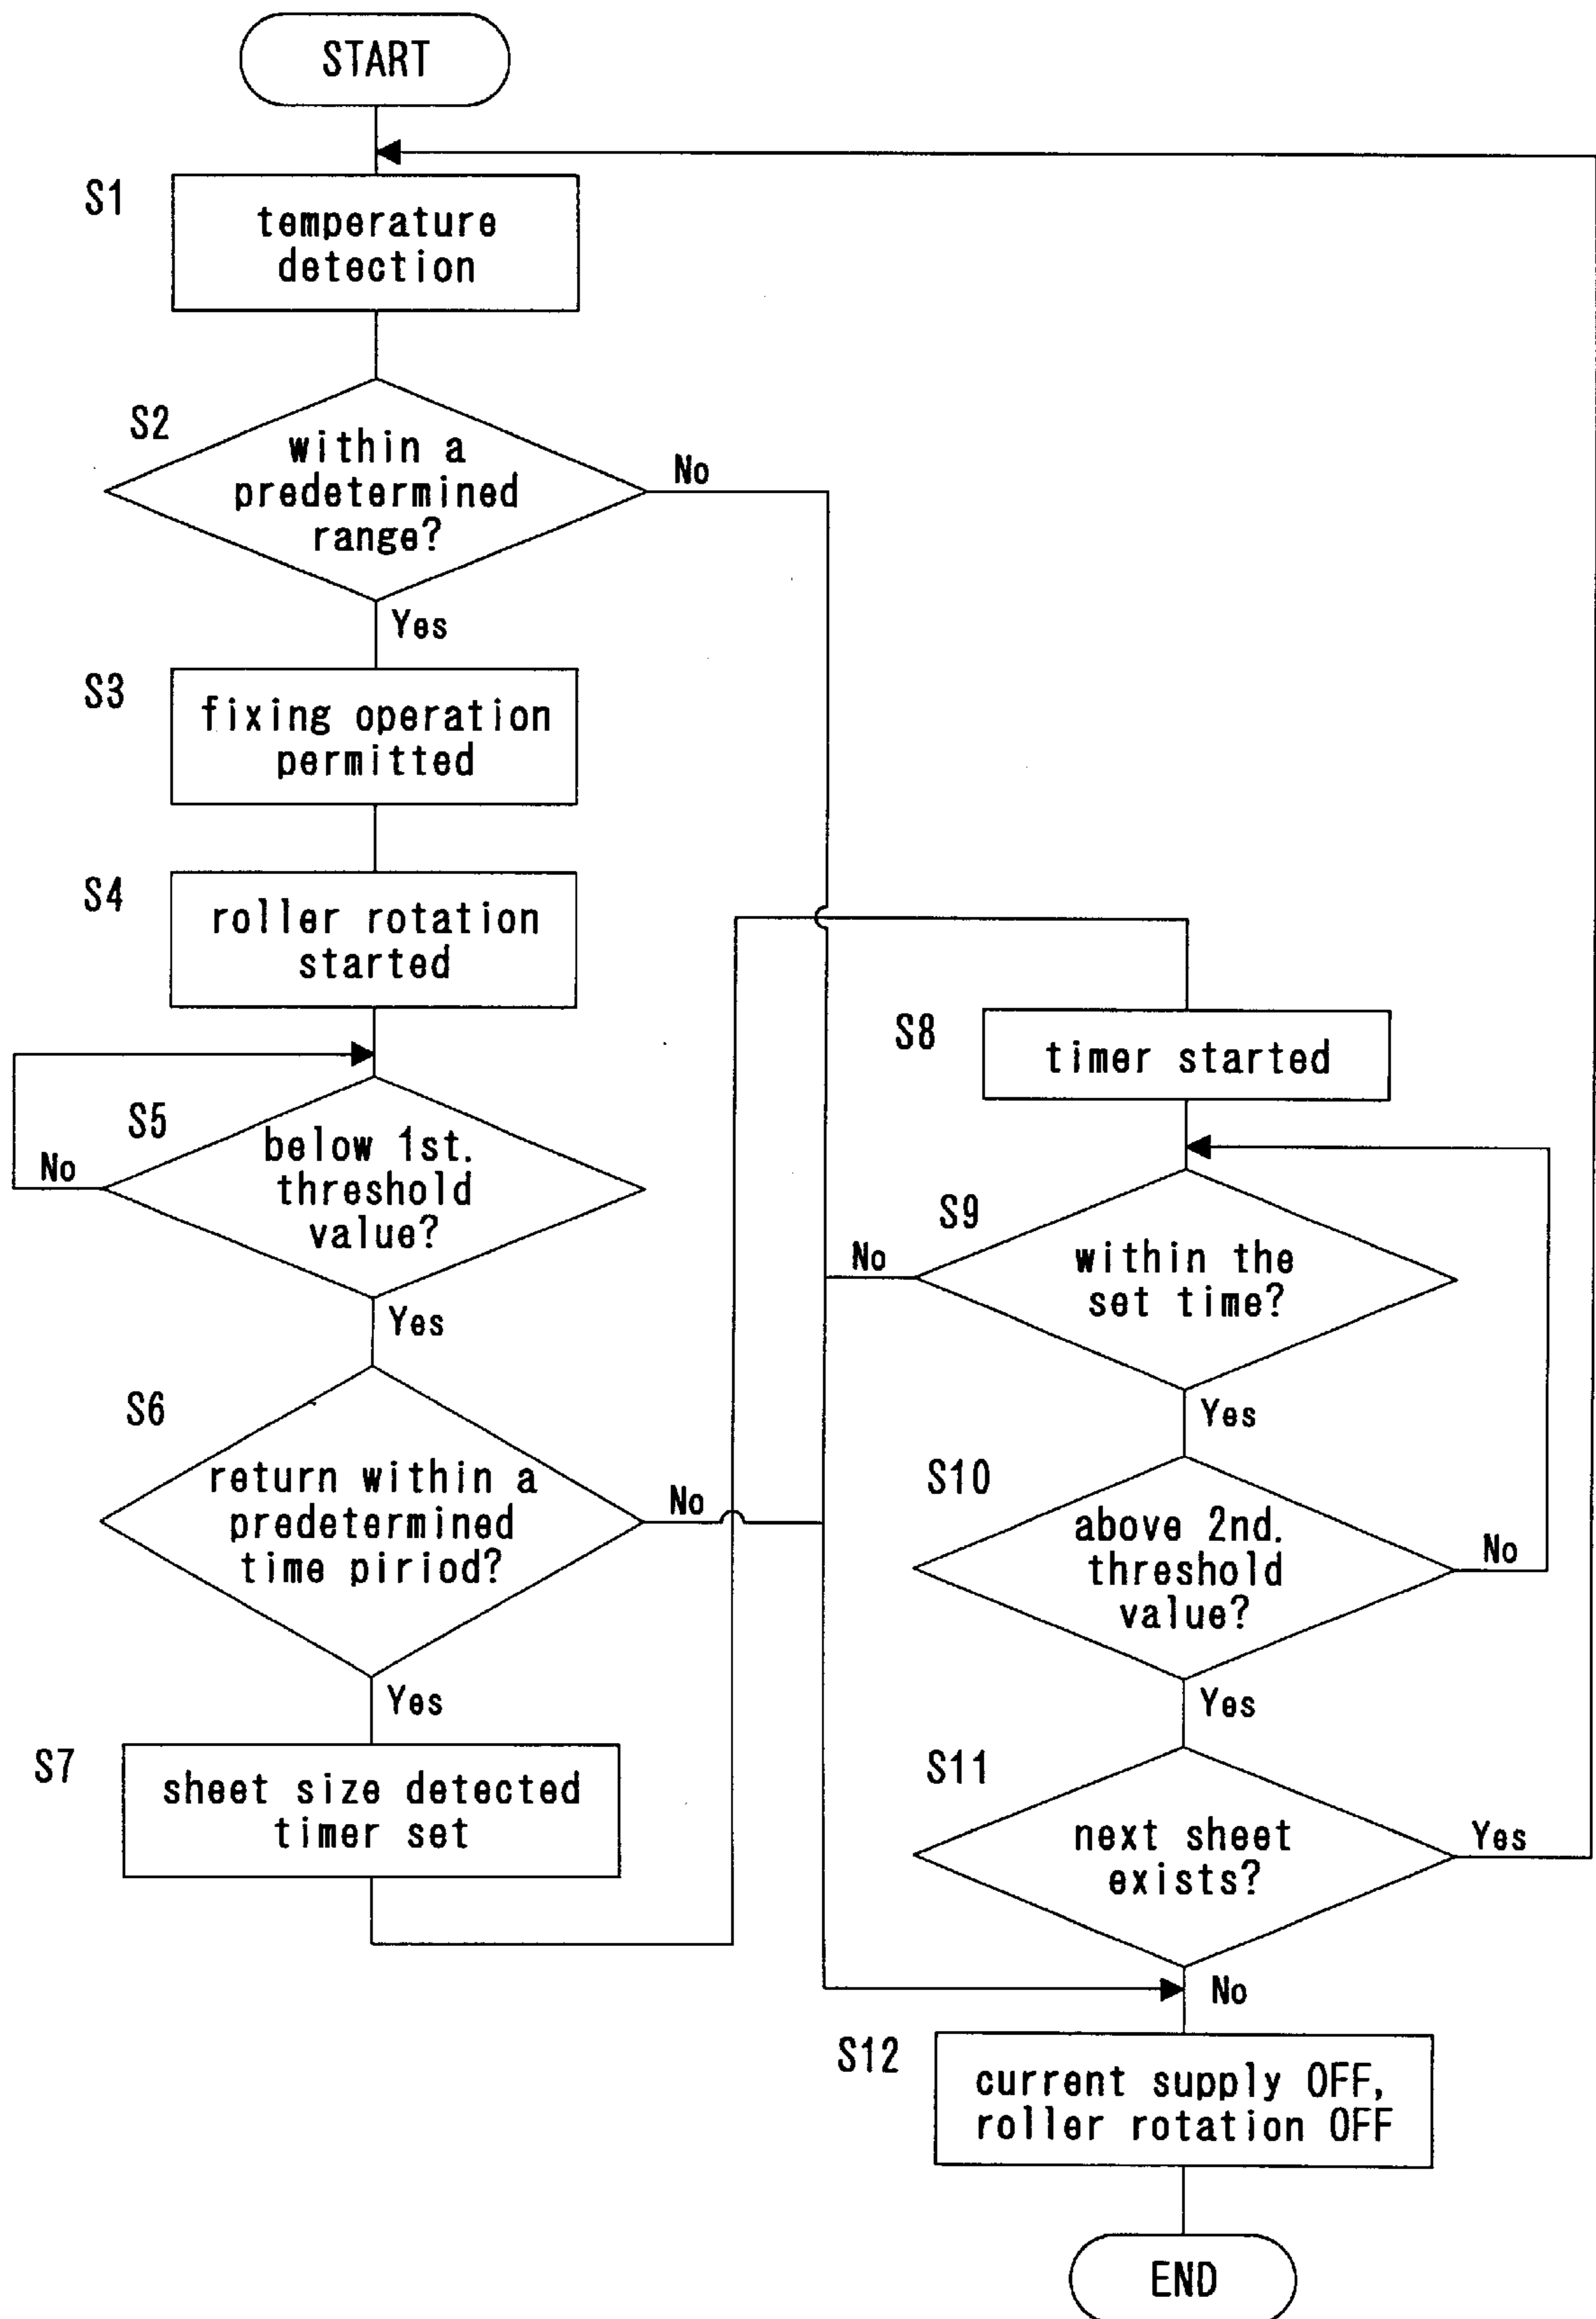 START
S1
temperature
detection
S2
within a
predetermined
range?
No
Yes
S3
fixing operation
permitted
S4
roller rotation
started
S5
below 1st.
threshold
value?
No
Yes
S6
return within a
predetermined
time piriod?
No
Yes
S7
sheet size detected
timer set
S8
timer started
S9
within the
set time?
No
Yes
S10
above 2nd.
threshold
value?
No
Yes
S11
next sheet
exists?
Yes
No
S12
current supply OFF,
roller rotation OFF
END